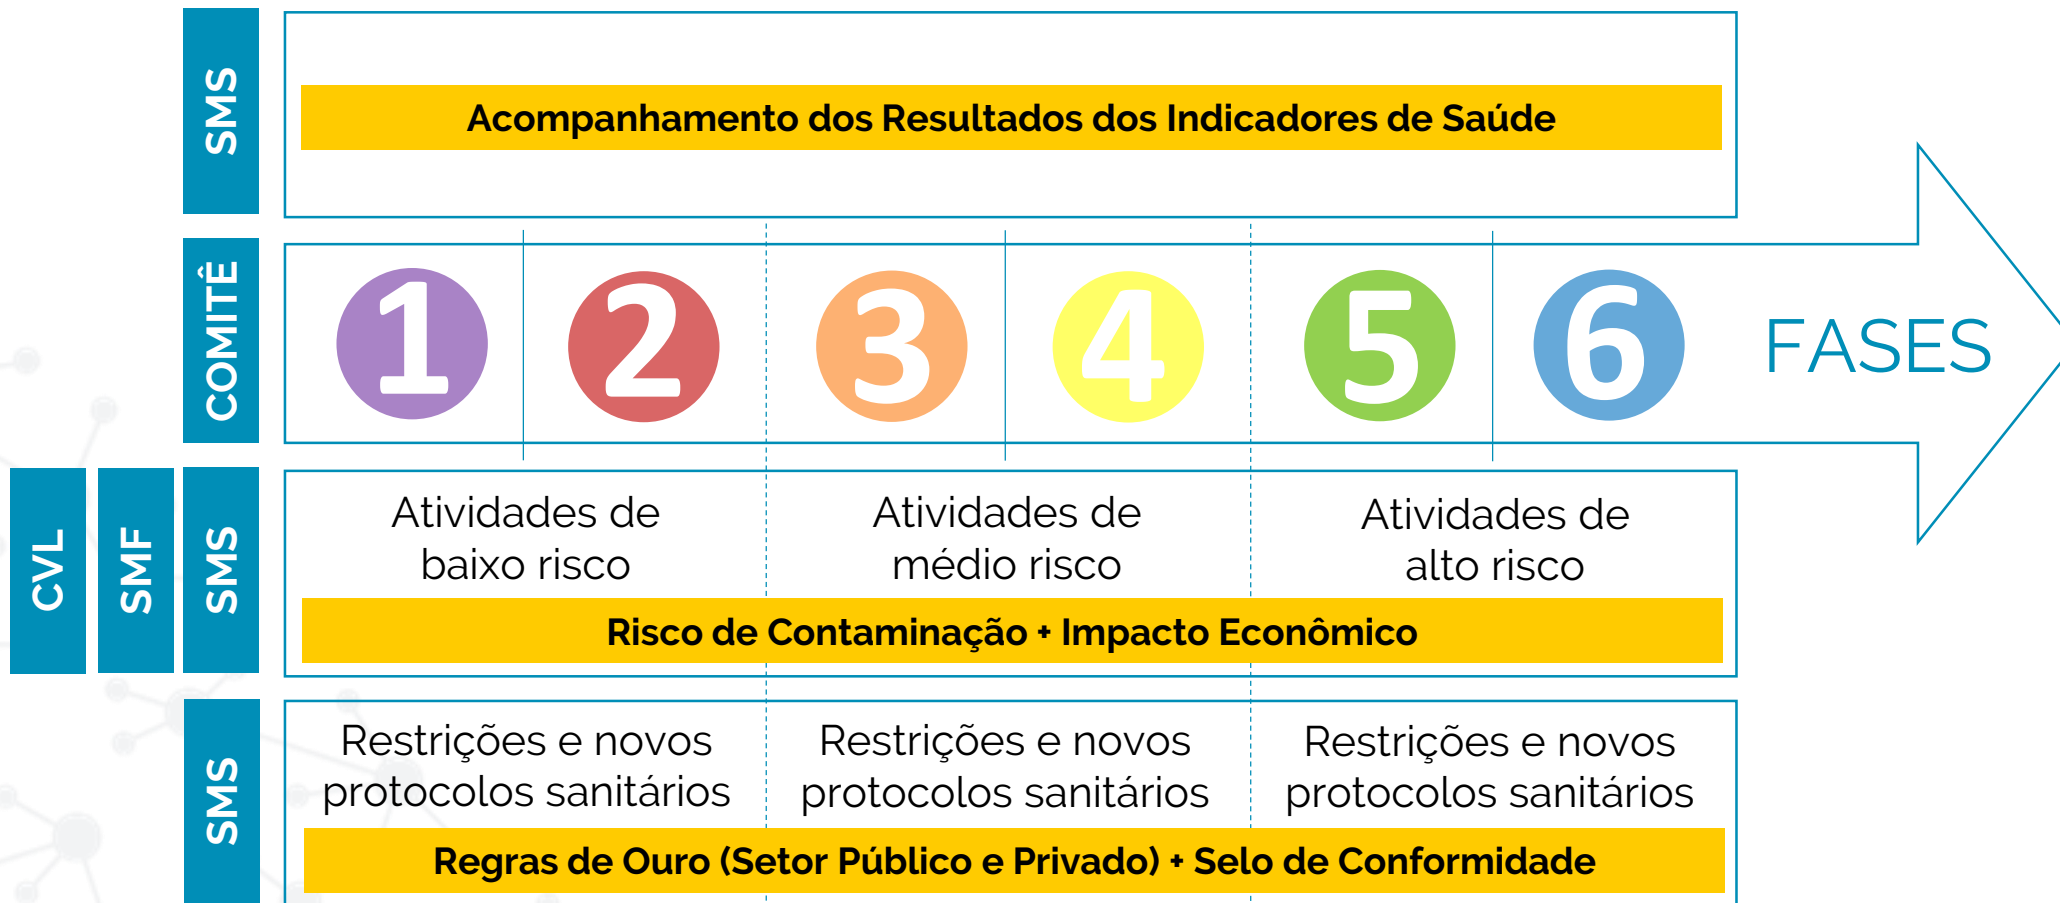 SMS
Acompanhamento dos Resultados dos Indicadores de Saúde
COMITÊ
1 2 3 4 5 6
FASES
CVL
SMF
SMS
Atividades de
baixo risco
Atividades de
médio risco
Atividades de
alto risco
Risco de Contaminação + Impacto Econômico
SMS
Restrições e novos
protocolos sanitários
Restrições e novos
protocolos sanitários
Restrições e novos
protocolos sanitários
Regras de Ouro (Setor Público e Privado) + Selo de Conformidade